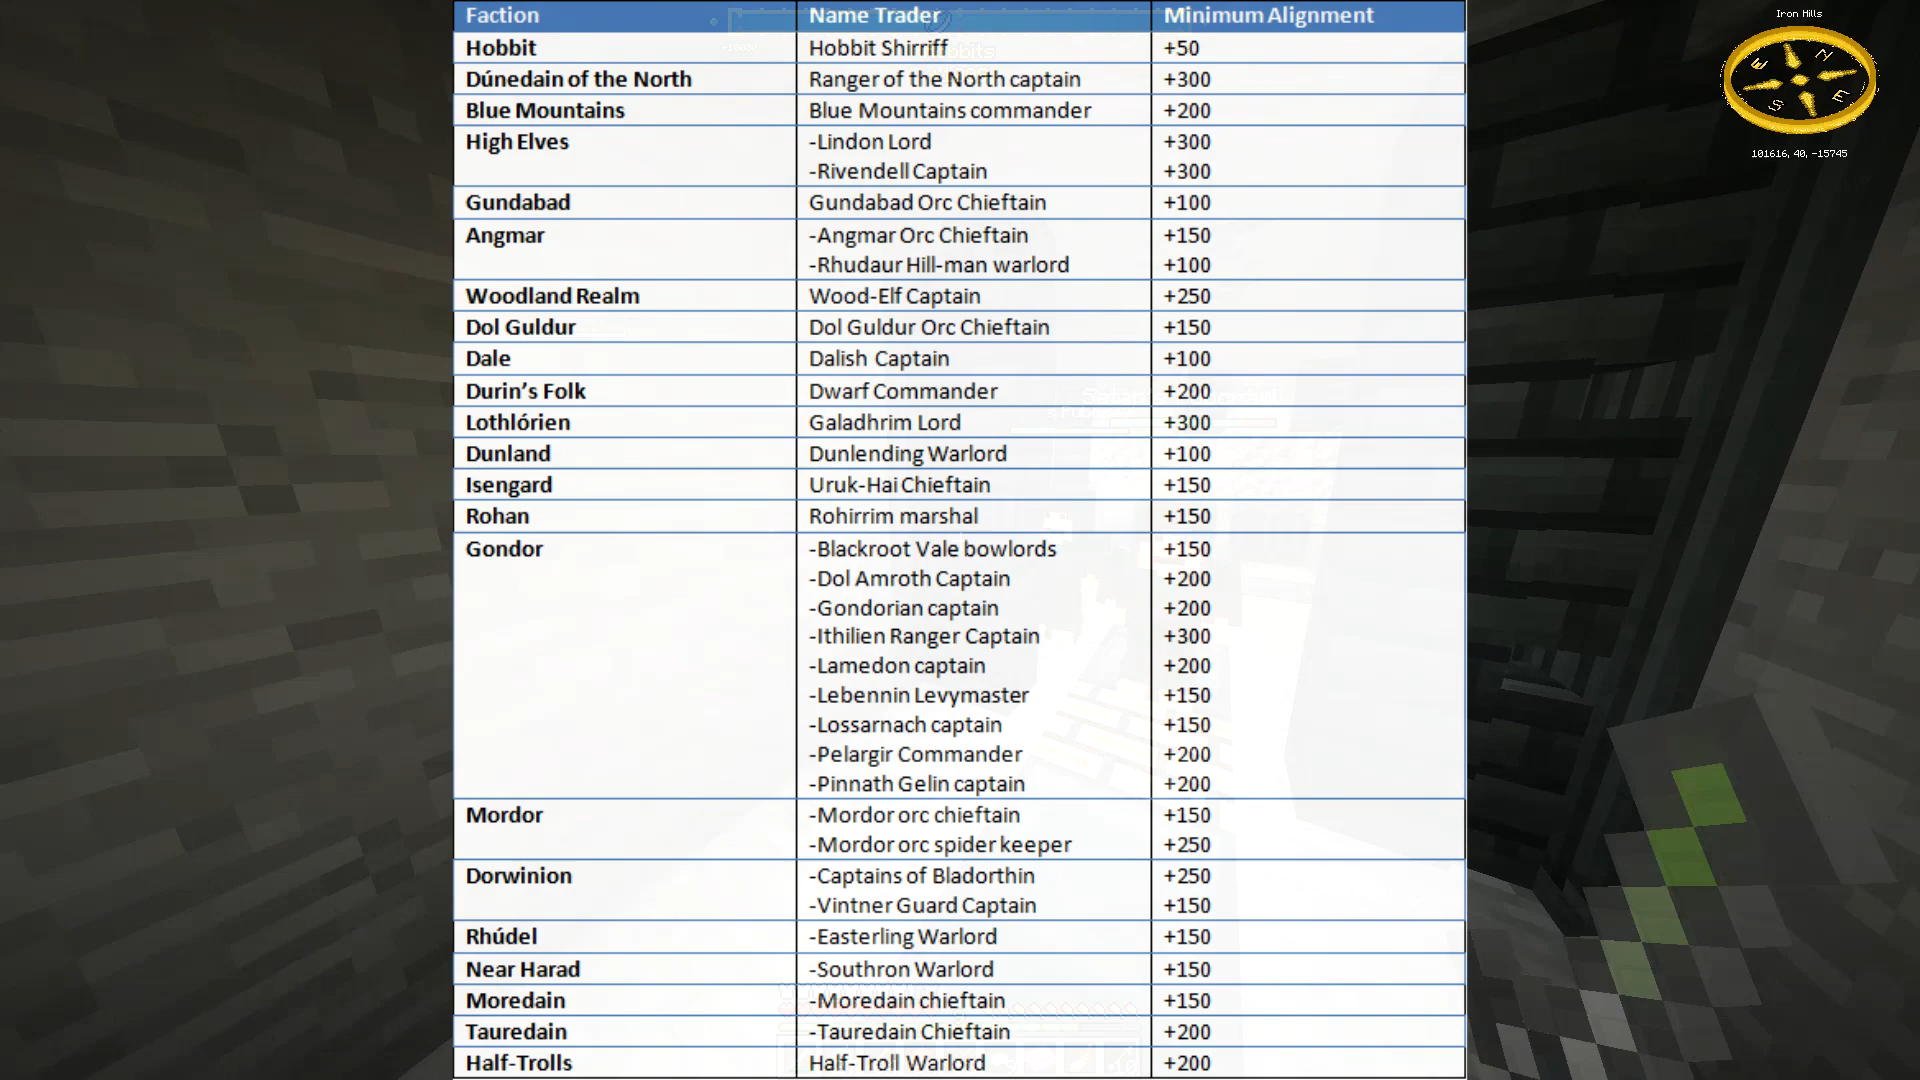 Faction Name Trader Minimum Alignment
Hobbit Hobbit Shirriff +50
Dúnedain of the North Ranger of the North captain +300
Blue Mountains Blue Mountains commander +200
High Elves -Lindon Lord +300
-Rivendell Captain +300
Gundabad Gundabad Orc Chieftain +100
Angmar -Angmar Orc Chieftain +150
-Rhudaur Hill-man warlord +100
Woodland Realm Wood-Elf Captain +250
Dol Guldur Dol Guldur Orc Chieftain +150
Dale Dalish Captain +100
Durin’s Folk Dwarf Commander +200
Lothlórien Galadhrim Lord +300
Dunland Dunlending Warlord +100
Isengard Uruk-Hai Chieftain +150
Rohan Rohirrim marshal +150
Gondor -Blackroot Vale bowlords +150
-Dol Amroth Captain +200
-Gondorian captain +200
-Ithilien Ranger Captain +300
-Lamedon captain +200
-Lebennin Levymaster +150
-Lossarnach captain +150
-Pelargir Commander +200
-Pinnath Gelin captain +200
Mordor -Mordor orc chieftain +150
-Mordor orc spider keeper +250
Dorwinion -Captains of Bladorthin +250
-Vintner Guard Captain +150
Rhúdel -Easterling Warlord +150
Near Harad -Southron Warlord +150
Moredain -Moredain chieftain +150
Tauredain -Tauredain Chieftain +200
Half-Trolls Half-Troll Warlord +200
Iron Hills
W N
S E
101616, 40, -15745